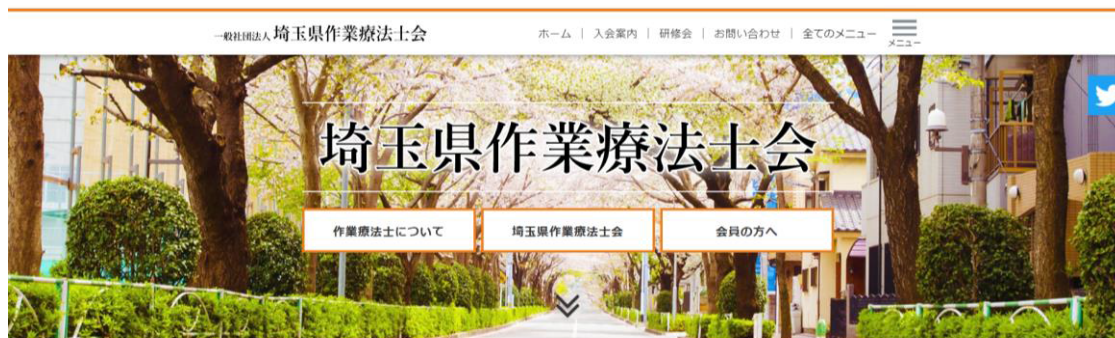 一般社団法人 埼玉県作業療法士会
ホーム | 入会案内 | 研修会 | お問い合わせ | 全てのメニュー
メニュー
埼玉県作業療法士会
作業療法士について
埼玉県作業療法士会
会員の方へ